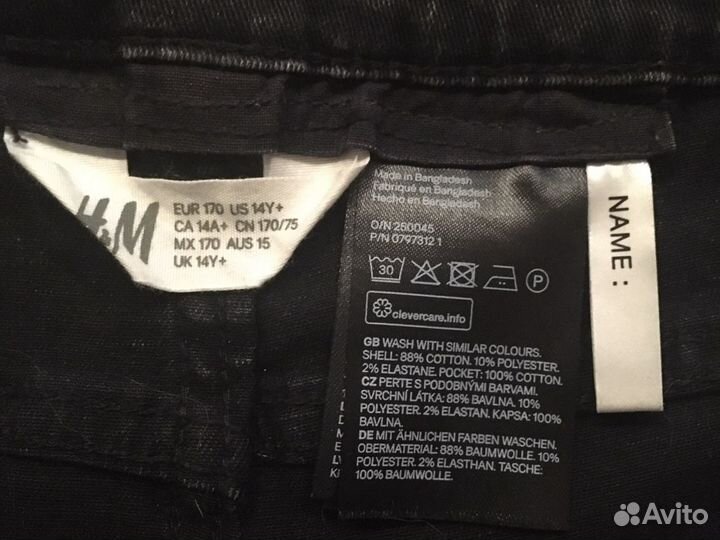 H&M
EUR 170 US 14Y+
CA 14A+ CN 170/75
MX 170 AUS 15
UK 14Y+
Made in Bangladesh
Fabriqué en Bangladesh
Hecho en Bangladesh
O/N 250045
P/N 0797312 1
30
P
clevercare.info
GB WASH WITH SIMILAR COLOURS.
SHELL: 88% COTTON. 10% POLYESTER.
2% ELASTANE. POCKET: 100% COTTON.
CZ PERTE S PODOBNÝMI BARVAMI.
SVRCHNÍ LÁTKA: 88% BAVLNA. 10%
POLYESTER. 2% ELASTAN. KAPSA: 100%
BAVLNA.
DE MIT ÄHNLICHEN FARBEN WASCHEN.
OBERMATERIAL: 88% BAUMWOLLE. 10%
POLYESTER. 2% ELASTHAN. TASCHE:
100% BAUMWOLLE.
NAME :
Avito